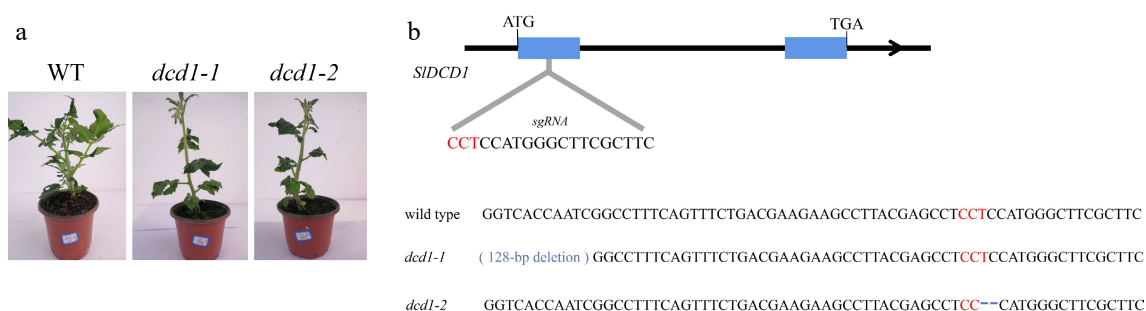 a
WT dcd1-1 dcd1-2
b
ATG TGA
SlDCD1
sgRNA
CCTCCATGGGCTTCGCTTC
wild type GGTCACCAATCGGCCTTTCAGTTTCTGACGAAGAAGCCTTACGAGCCTCCTCCATGGGCTTCGCTTC
dcd1-1 ( 128-bp deletion ) GGCCTTTCAGTTTCTGACGAAGAAGCCTTACGAGCCTCCTCCATGGGCTTCGCTTC
dcd1-2 GGTCACCAATCGGCCTTTCAGTTTCTGACGAAGAAGCCTTACGAGCCTCC--CATGGGCTTCGCTTC